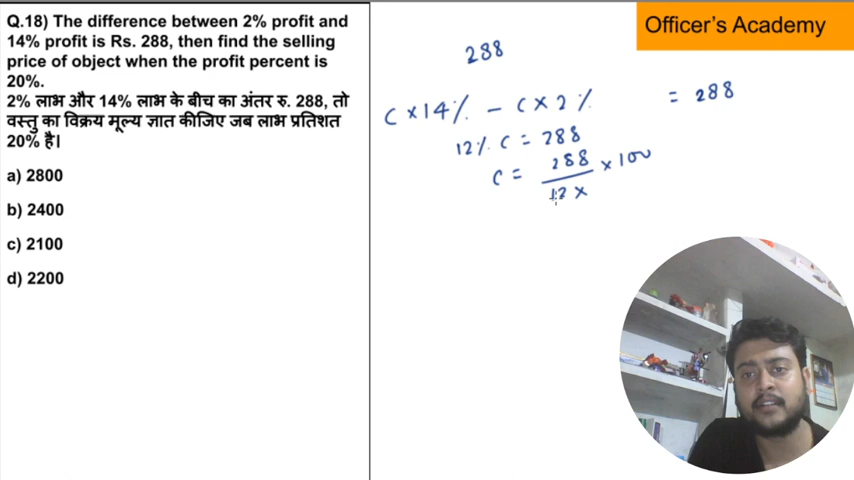 Q.18) The difference between 2% profit and
14% profit is Rs. 288, then find the selling
price of object when the profit percent is
20%.
2% लाभ और 14% लाभ के बीच का अंतर रु. 288, तो
वस्तु का विक्रय मूल्य ज्ञात कीजिए जब लाभ प्रतिशत
20% है।
a) 2800
b) 2400
c) 2100
d) 2200
Officer's Academy
288
C × 14% - C × 2% = 288
12% C = 288
C = 288 × 100
12 ×